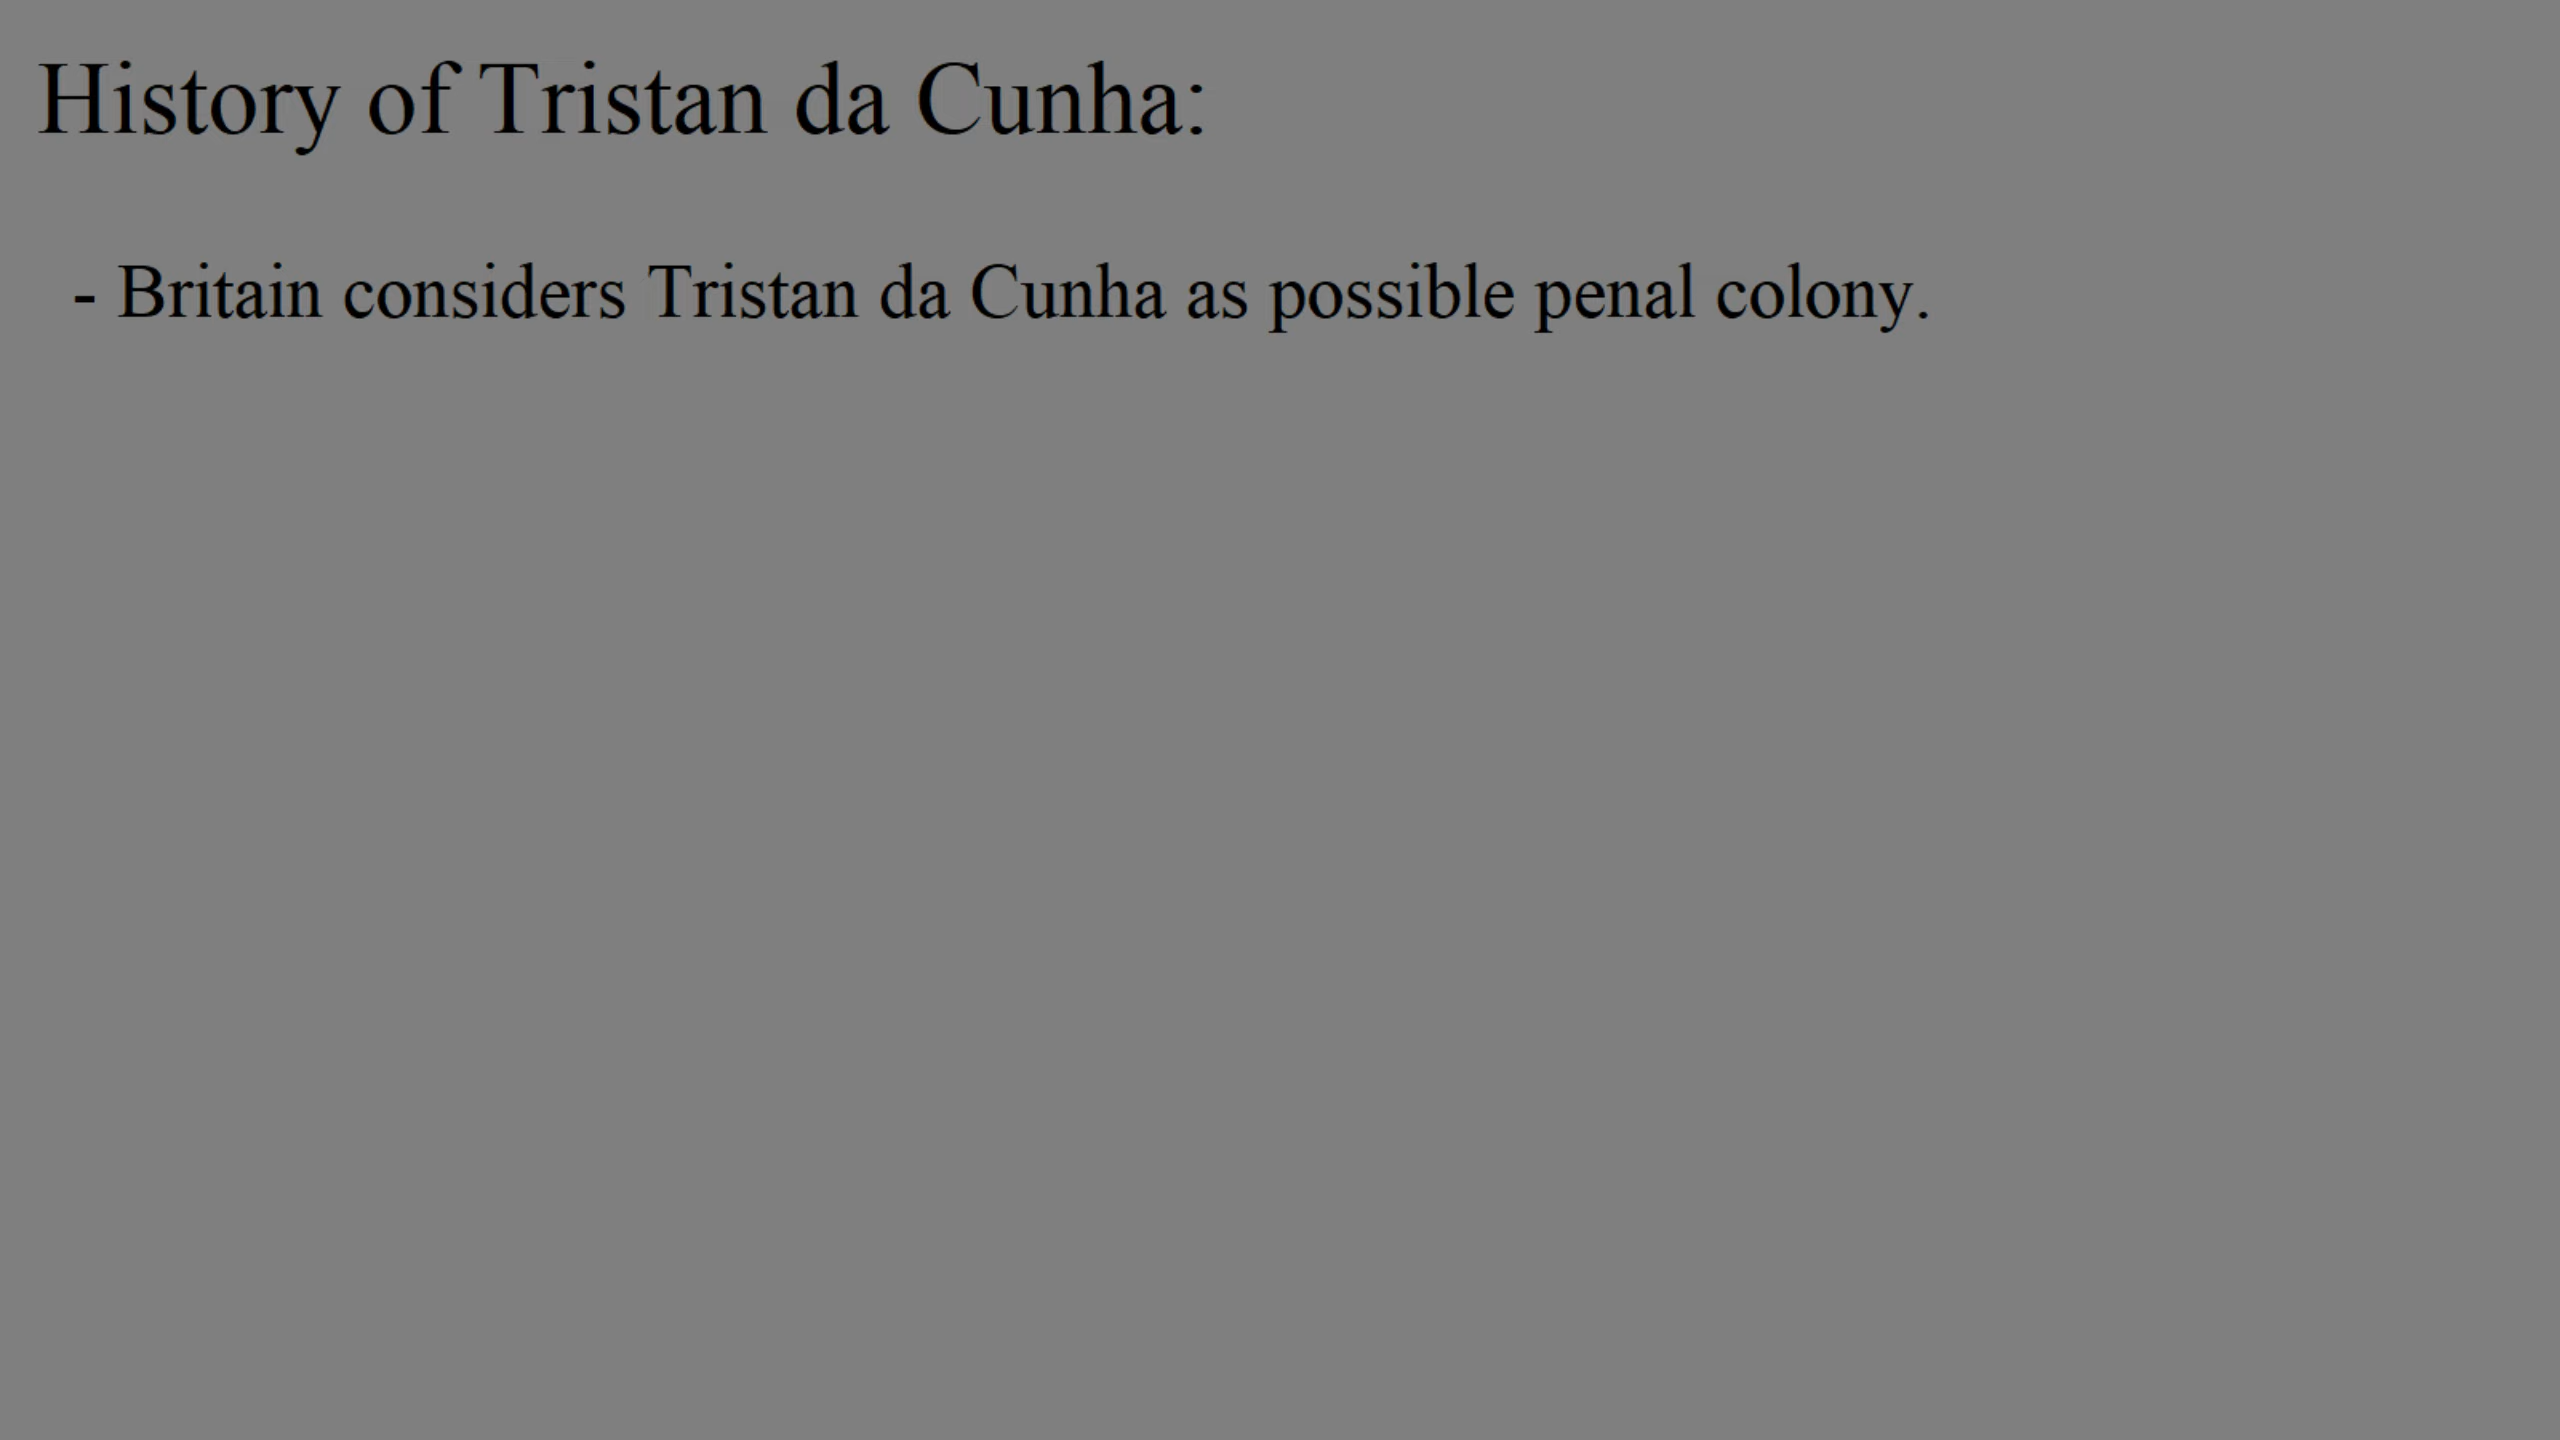 History of Tristan da Cunha:
- Britain considers Tristan da Cunha as possible penal colony.